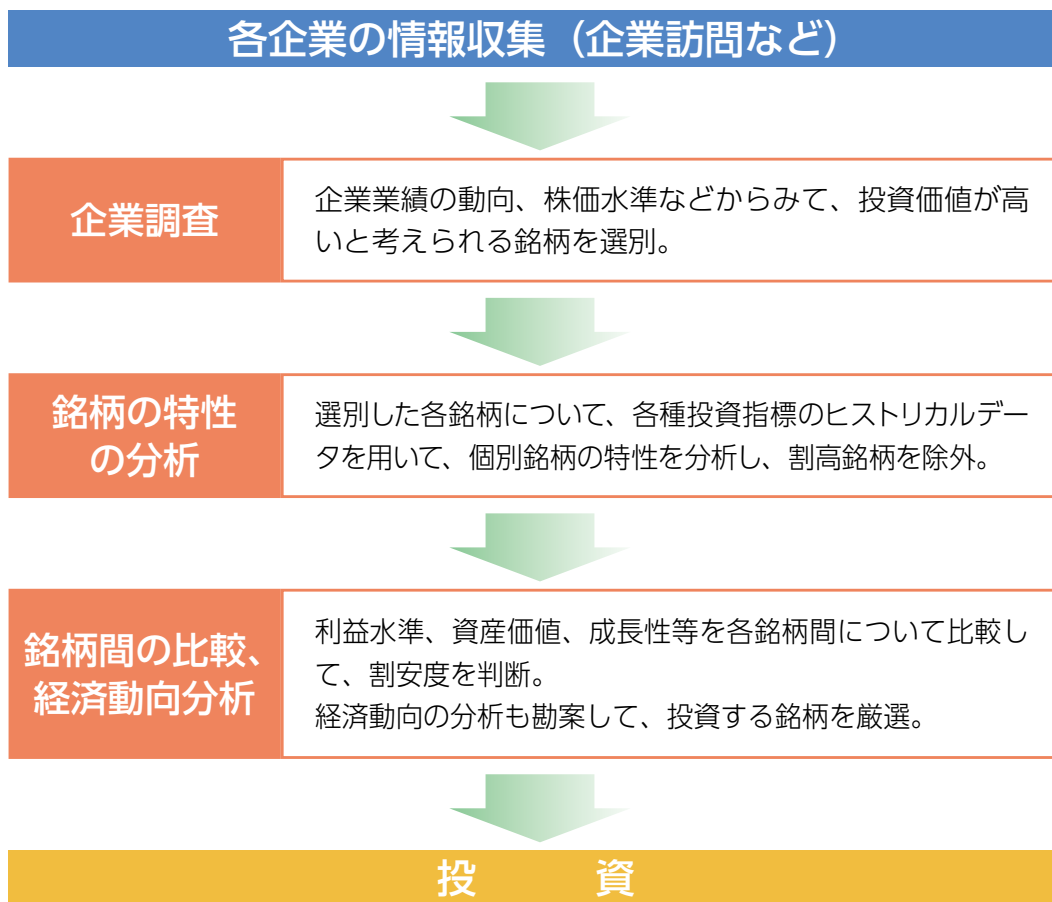 各企業の情報収集（企業訪問など）
企業調査
企業業績の動向、株価水準などからみて、投資価値が高
いと考えられる銘柄を選別。
銘柄の特性
の分析
選別した各銘柄について、各種投資指標のヒストリカルデー
タを用いて、個別銘柄の特性を分析し、割高銘柄を除外。
銘柄間の比較、
経済動向分析
利益水準、資産価値、成長性等を各銘柄間について比較し
て、割安度を判断。
経済動向の分析も勘案して、投資する銘柄を厳選。
投　　資